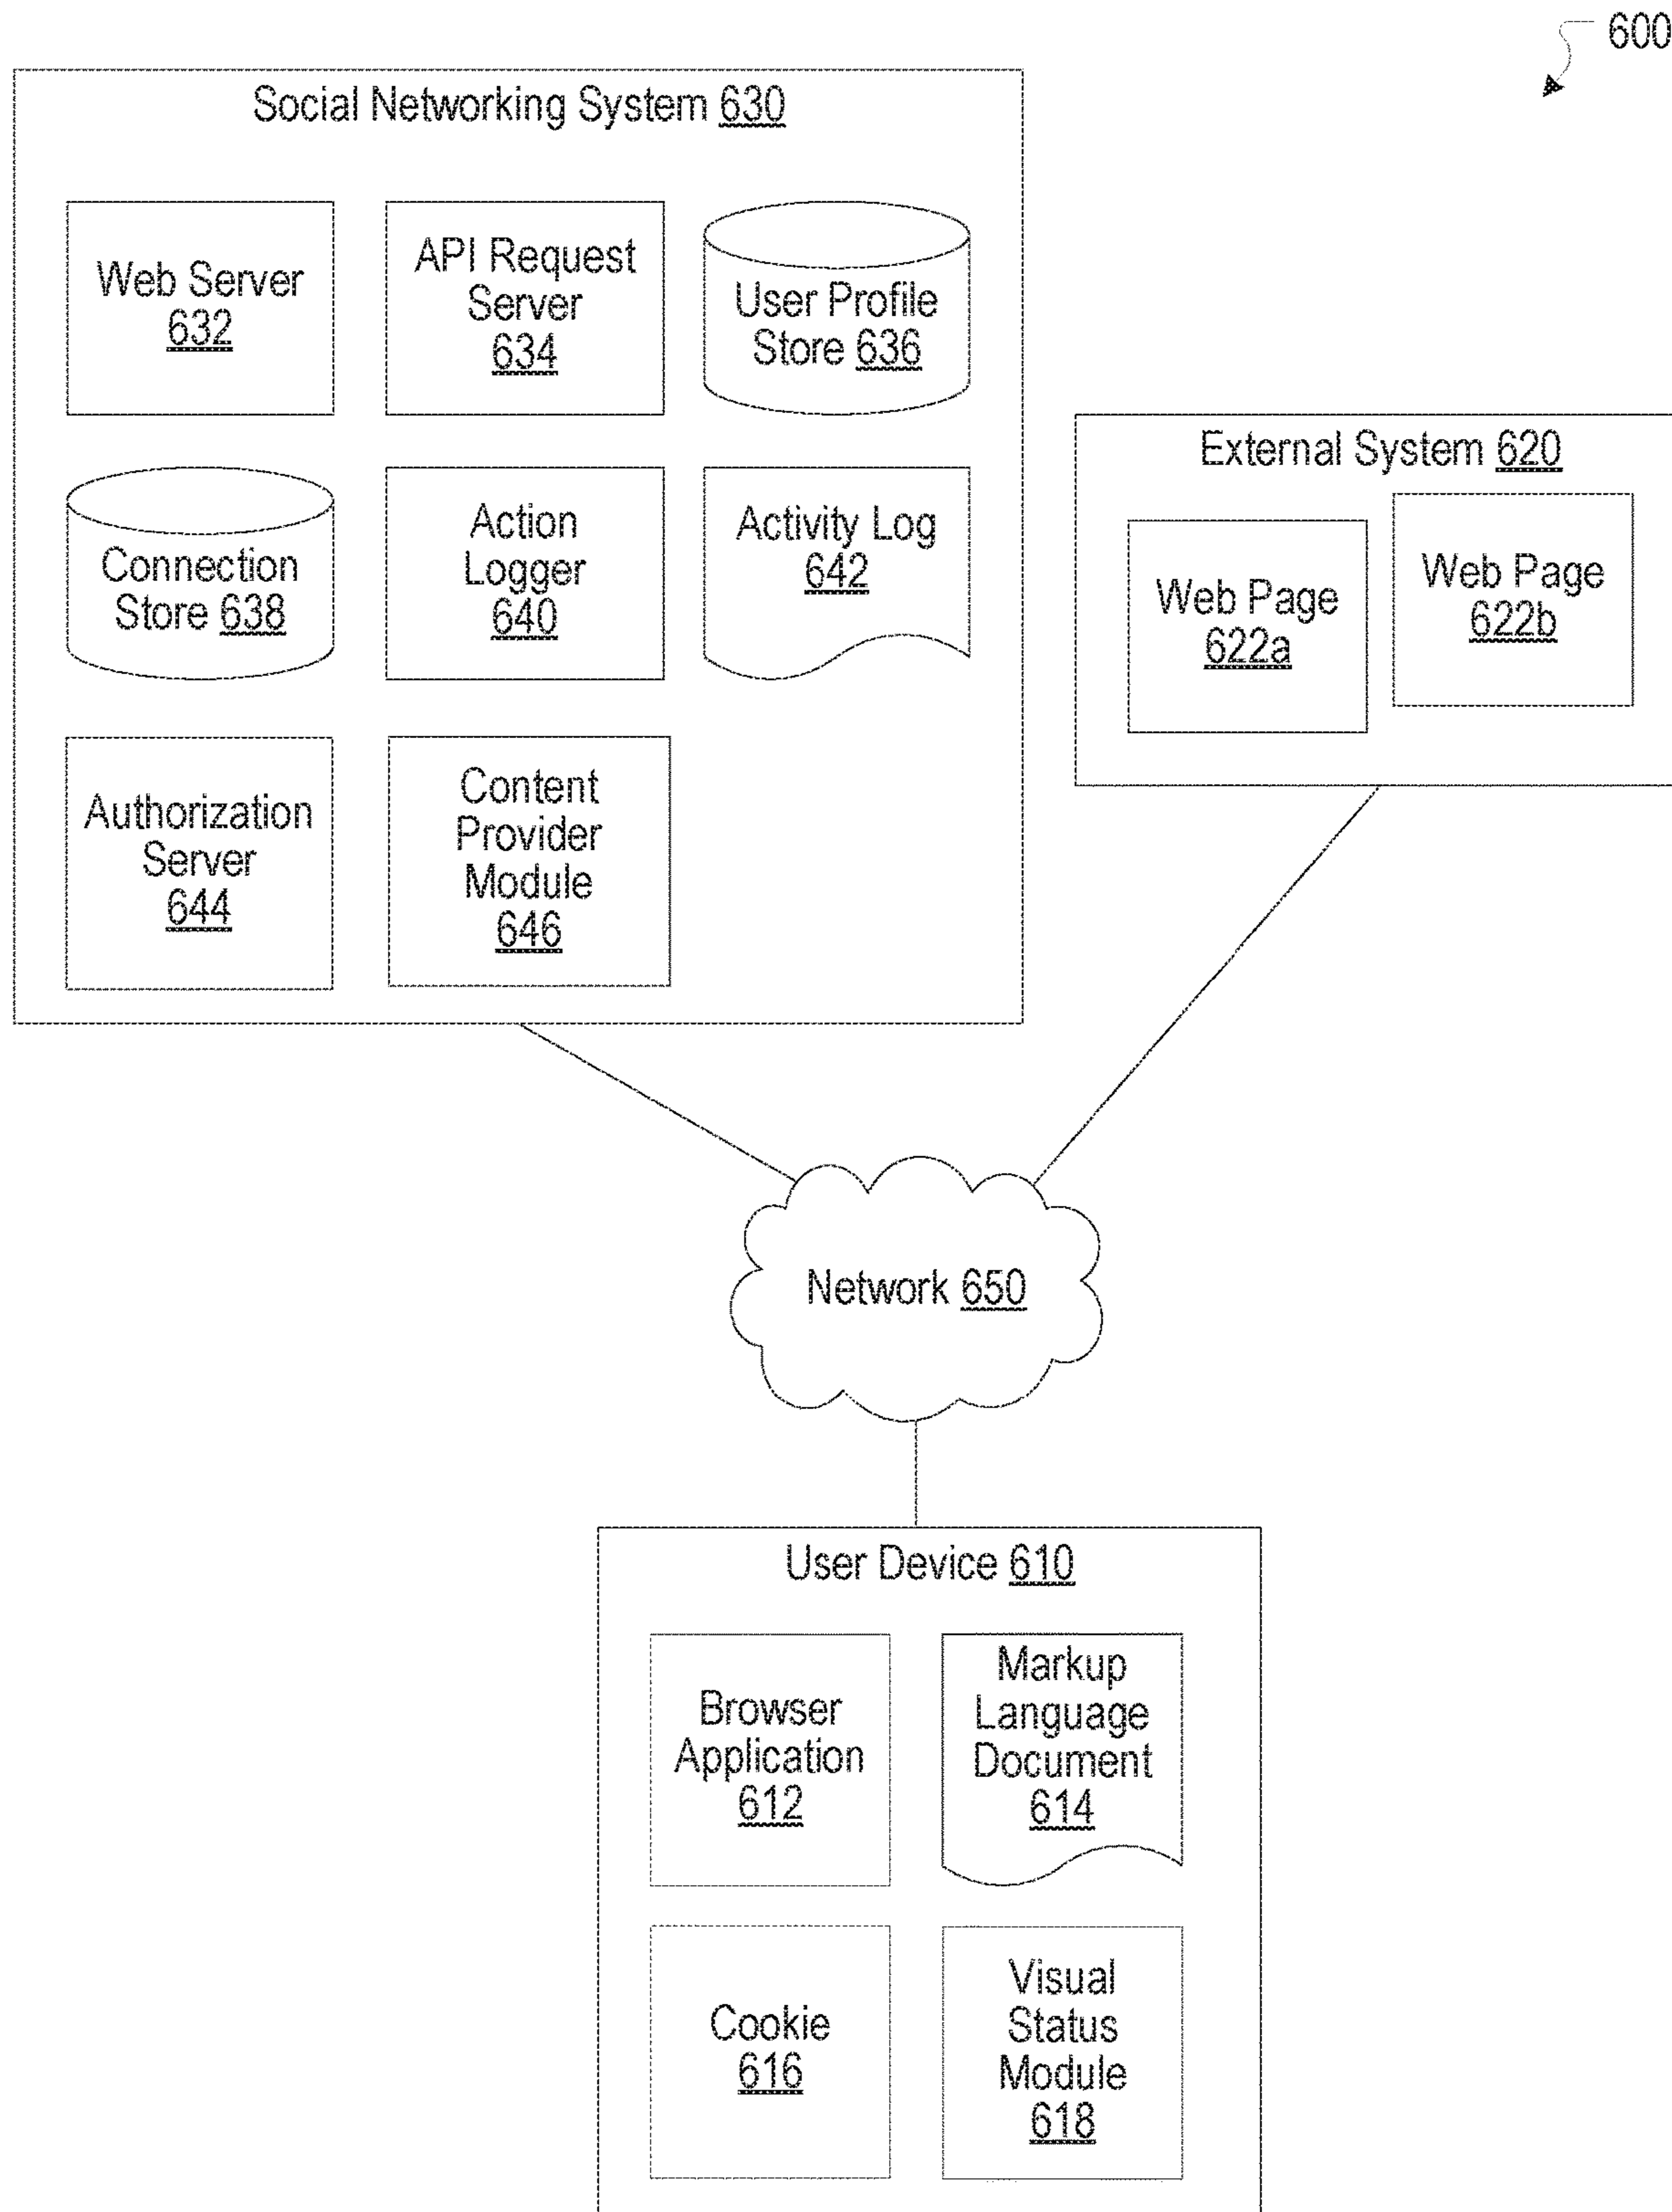 600
Social Networking System 630
Web Server
632
API Request
Server
634
User Profile
Store 636
Connection
Store 638
Action
Logger
640
Activity Log
642
Authorization
Server
644
Content
Provider
Module
646
External System 620
Web Page
622a
Web Page
622b
Network 650
User Device 610
Browser
Application
612
Markup
Language
Document
614
Cookie
616
Visual
Status
Module
618